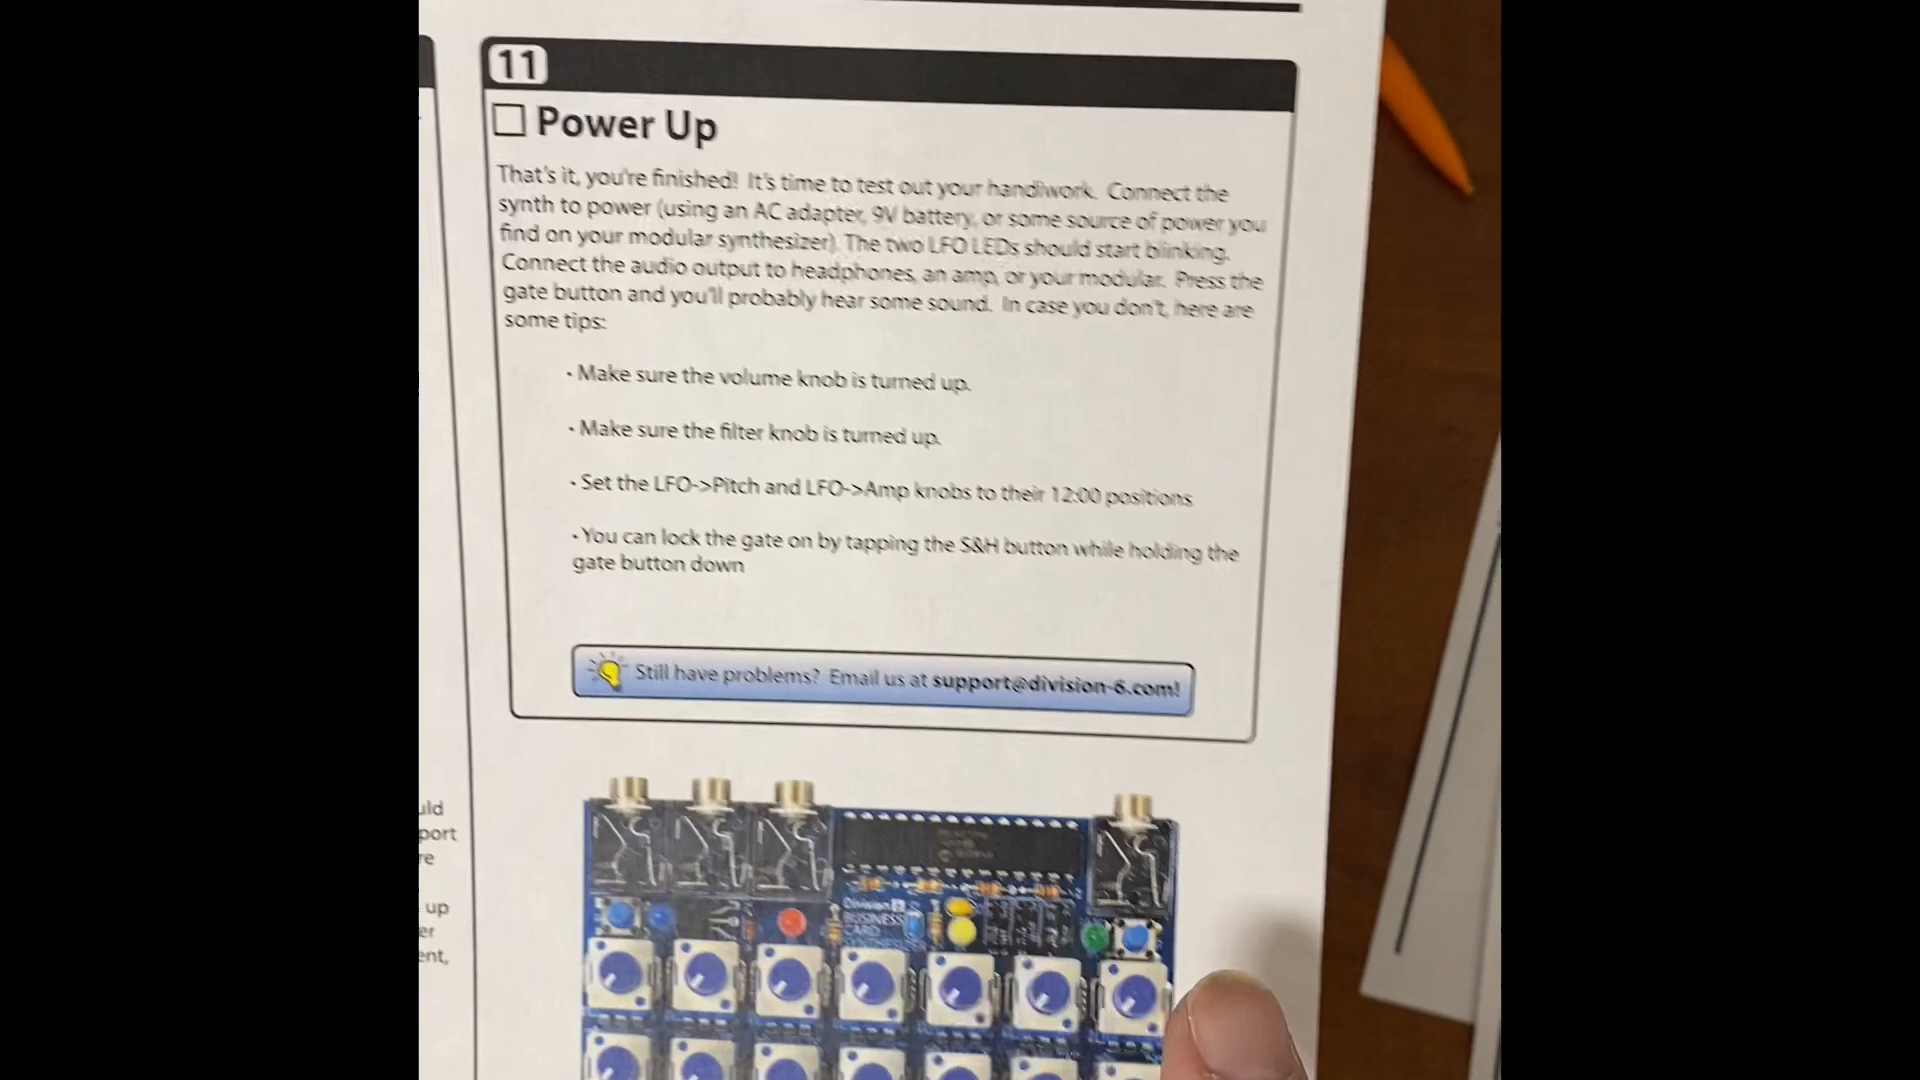 11
Power Up
That's it, you're finished! It's time to test out your handiwork. Connect the
synth to power (using an AC adapter, 9V battery, or some source of power you
find on your modular synthesizer). The two LFO LEDs should start blinking.
Connect the audio output to headphones, an amp, or your modular. Press the
gate button and you'll probably hear some sound. In case you don't, here are
some tips:
• Make sure the volume knob is turned up.
• Make sure the filter knob is turned up.
• Set the LFO->Pitch and LFO->Amp knobs to their 12:00 positions
• You can lock the gate on by tapping the S&H button while holding the
gate button down
Still have problems? Email us at support@division-6.com!
uld
port
re
up
er
ent,
Division 6
BUSINESS
CARD